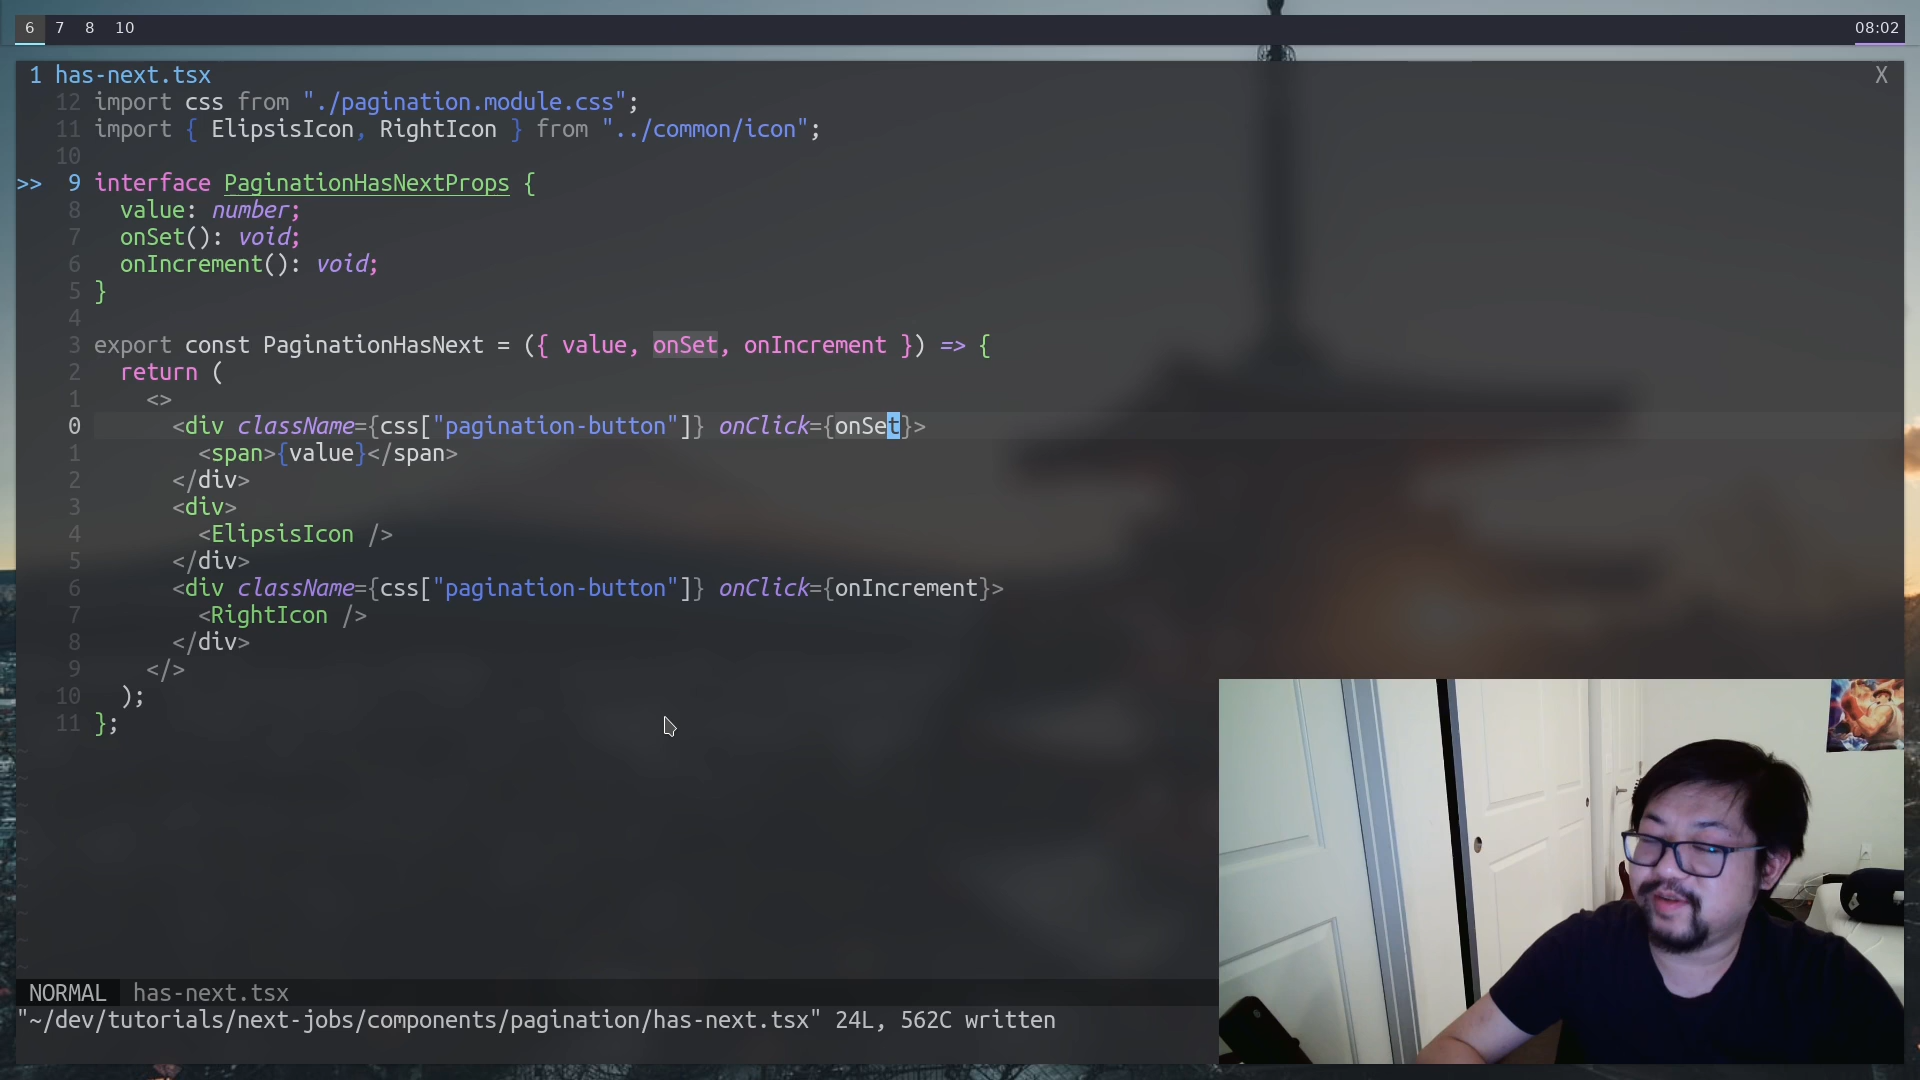 6 7 8 10 08:02
1 has-next.tsx X
12 import css from "./pagination.module.css";
11 import { ElipsisIcon, RightIcon } from "../common/icon";
10
>> 9 interface PaginationHasNextProps {
8 value: number;
7 onSet(): void;
6 onIncrement(): void;
5 }
4
3 export const PaginationHasNext = ({ value, onSet, onIncrement }) => {
2 return (
1 <>
0 <div className={css["pagination-button"]} onClick={onSet}>
1 <span>{value}</span>
2 </div>
3 <div>
4 <ElipsisIcon />
5 </div>
6 <div className={css["pagination-button"]} onClick={onIncrement}>
7 <RightIcon />
8 </div>
9 </>
10 );
11 };
NORMAL has-next.tsx
"~/dev/tutorials/next-jobs/components/pagination/has-next.tsx" 24L, 562C written